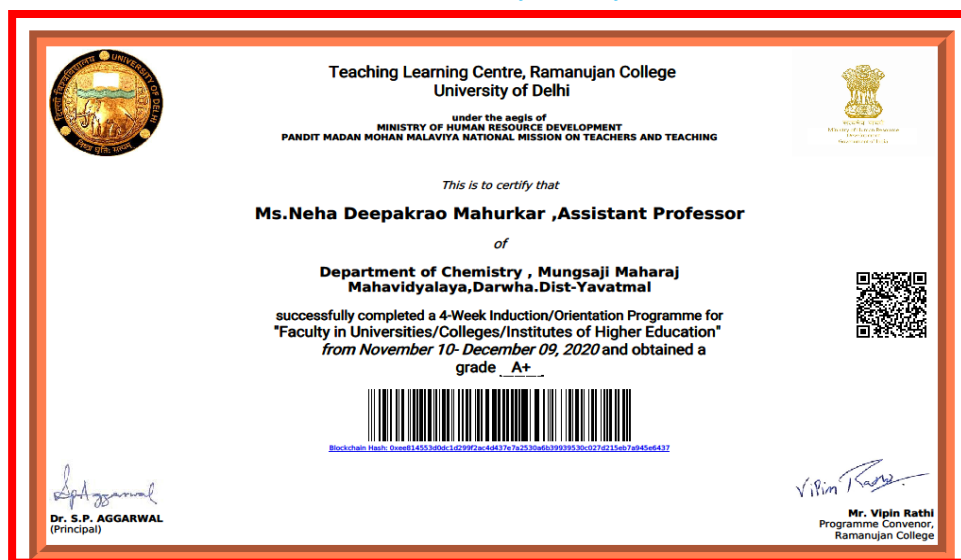 Teaching Learning Centre, Ramanujan College
University of Delhi
under the aegis of
MINISTRY OF HUMAN RESOURCE DEVELOPMENT
PANDIT MADAN MOHAN MALAVIYA NATIONAL MISSION ON TEACHERS AND TEACHING
This is to certify that
Ms.Neha Deepakrao Mahurkar ,Assistant Professor
of
Department of Chemistry , Mungsaji Maharaj
Mahavidyalaya,Darwha.Dist-Yavatmal
successfully completed a 4-Week Induction/Orientation Programme for
"Faculty in Universities/Colleges/Institutes of Higher Education"
from November 10- December 09, 2020 and obtained a
grade A+
Blockchain Hash: 0xee814553d0dc1d299f2ac4d437e7a2530a6b39939530c027d215eb7a945e6437
Dr. S.P. AGGARWAL
(Principal)
Vipin Rathi
Mr. Vipin Rathi
Programme Convenor,
Ramanujan College
UNIVERSITY OF DELHI